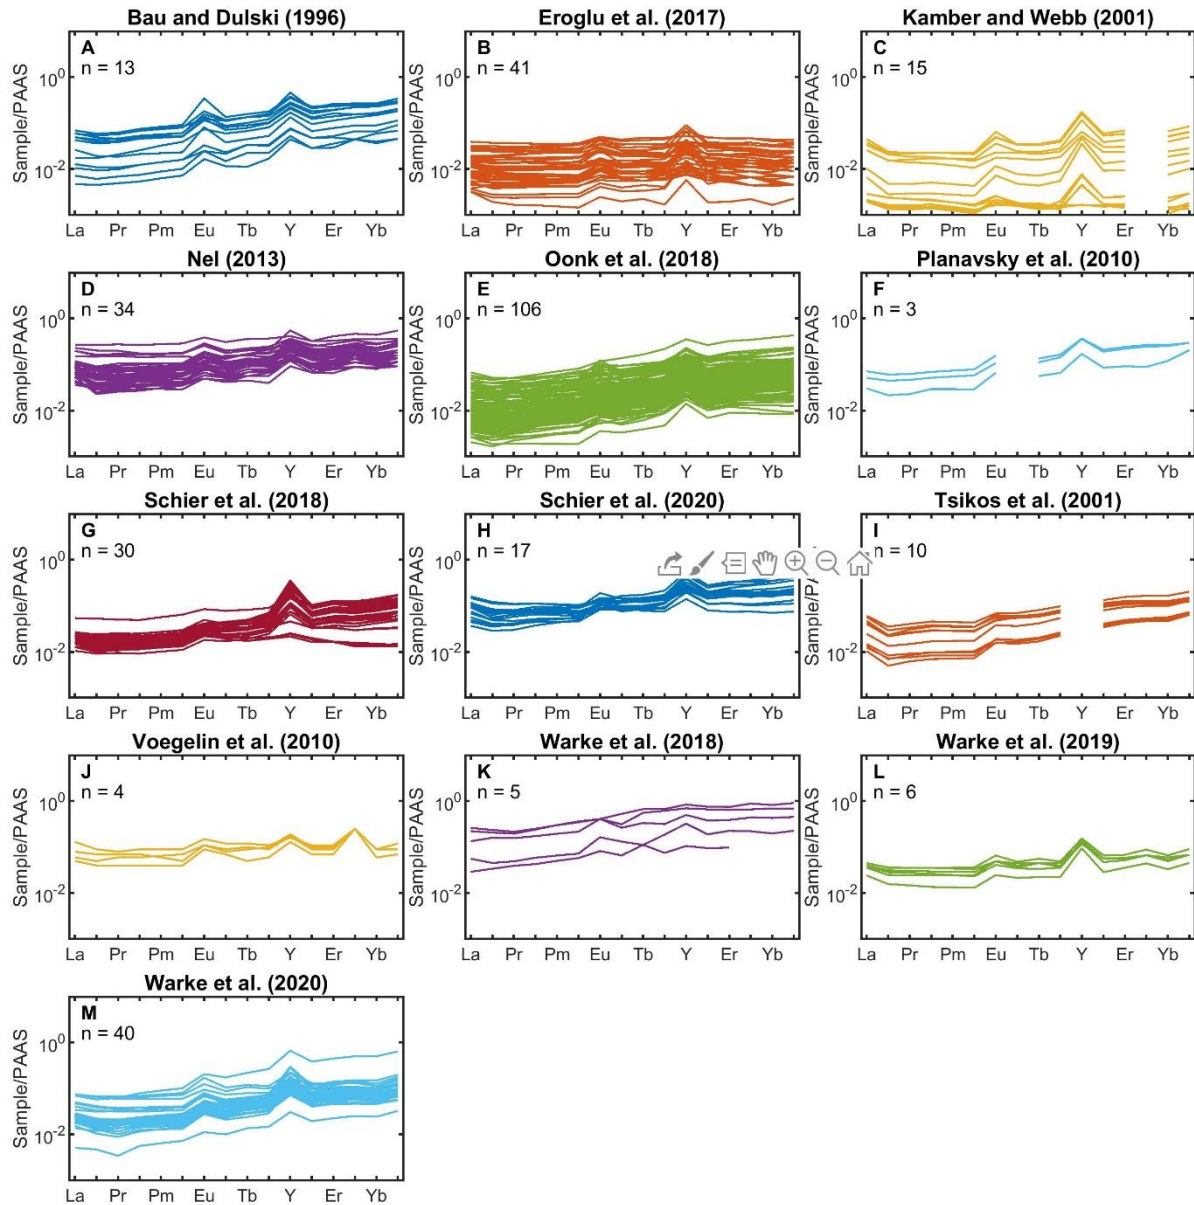 Bau and Dulski (1996)
Eroglu et al. (2017)
Kamber and Webb (2001)
A
n = 13
B
n = 41
C
n = 15
Sample/PAAS
10^0
10^-2
Sample/PAAS
10^0
10^-2
Sample/PAAS
10^0
10^-2
La Pr Pm Eu Tb Y Er Yb
La Pr Pm Eu Tb Y Er Yb
La Pr Pm Eu Tb Y Er Yb
Nel (2013)
Oonk et al. (2018)
Planavsky et al. (2010)
D
n = 34
E
n = 106
F
n = 3
Sample/PAAS
10^0
10^-2
Sample/PAAS
10^0
10^-2
Sample/PAAS
10^0
10^-2
La Pr Pm Eu Tb Y Er Yb
La Pr Pm Eu Tb Y Er Yb
La Pr Pm Eu Tb Y Er Yb
Schier et al. (2018)
Schier et al. (2020)
Tsikos et al. (2001)
G
n = 30
H
n = 17
I
n = 10
Sample/PAAS
10^0
10^-2
Sample/PAAS
10^0
10^-2
10^-2
La Pr Pm Eu Tb Y Er Yb
La Pr Pm Eu Tb Y Er Yb
La Pr Pm Eu Tb Y Er Yb
Voegelin et al. (2010)
Warke et al. (2018)
Warke et al. (2019)
J
n = 4
K
n = 5
L
n = 6
Sample/PAAS
10^0
10^-2
Sample/PAAS
10^0
10^-2
Sample/PAAS
10^0
10^-2
La Pr Pm Eu Tb Y Er Yb
La Pr Pm Eu Tb Y Er Yb
La Pr Pm Eu Tb Y Er Yb
Warke et al. (2020)
M
n = 40
Sample/PAAS
10^0
10^-2
La Pr Pm Eu Tb Y Er Yb